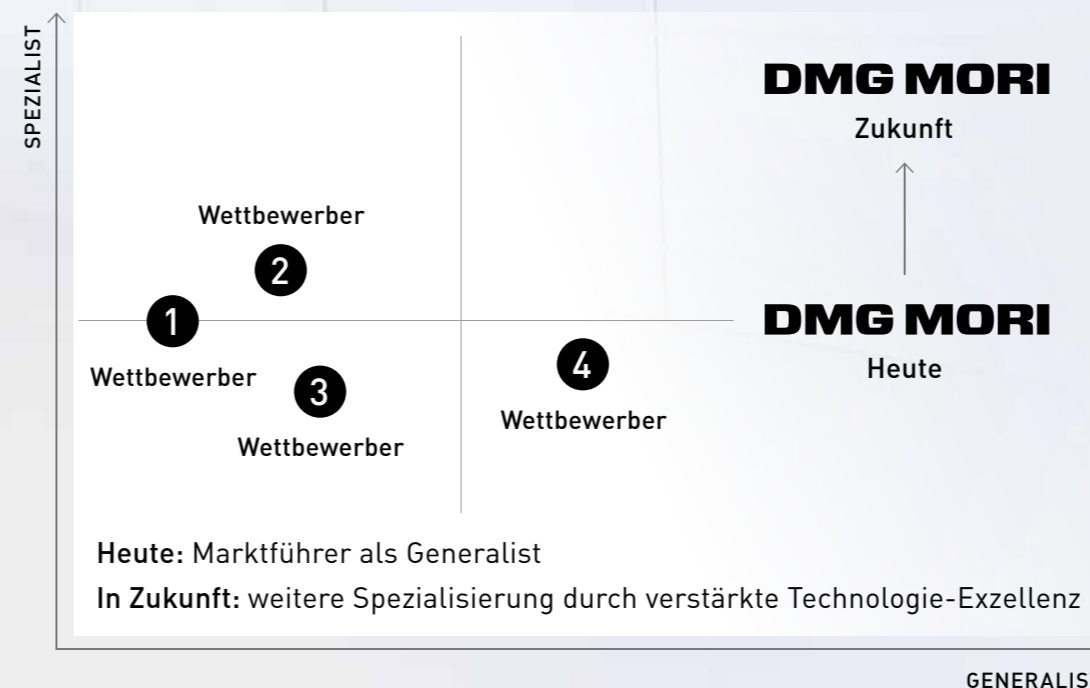 SPEZIALIST
DMG MORI
Zukunft
Wettbewerber
2
1
Wettbewerber
DMG MORI
Heute
3
Wettbewerber
4
Wettbewerber
Heute: Marktführer als Generalist
In Zukunft: weitere Spezialisierung durch verstärkte Technologie-Exzellenz
GENERALIS